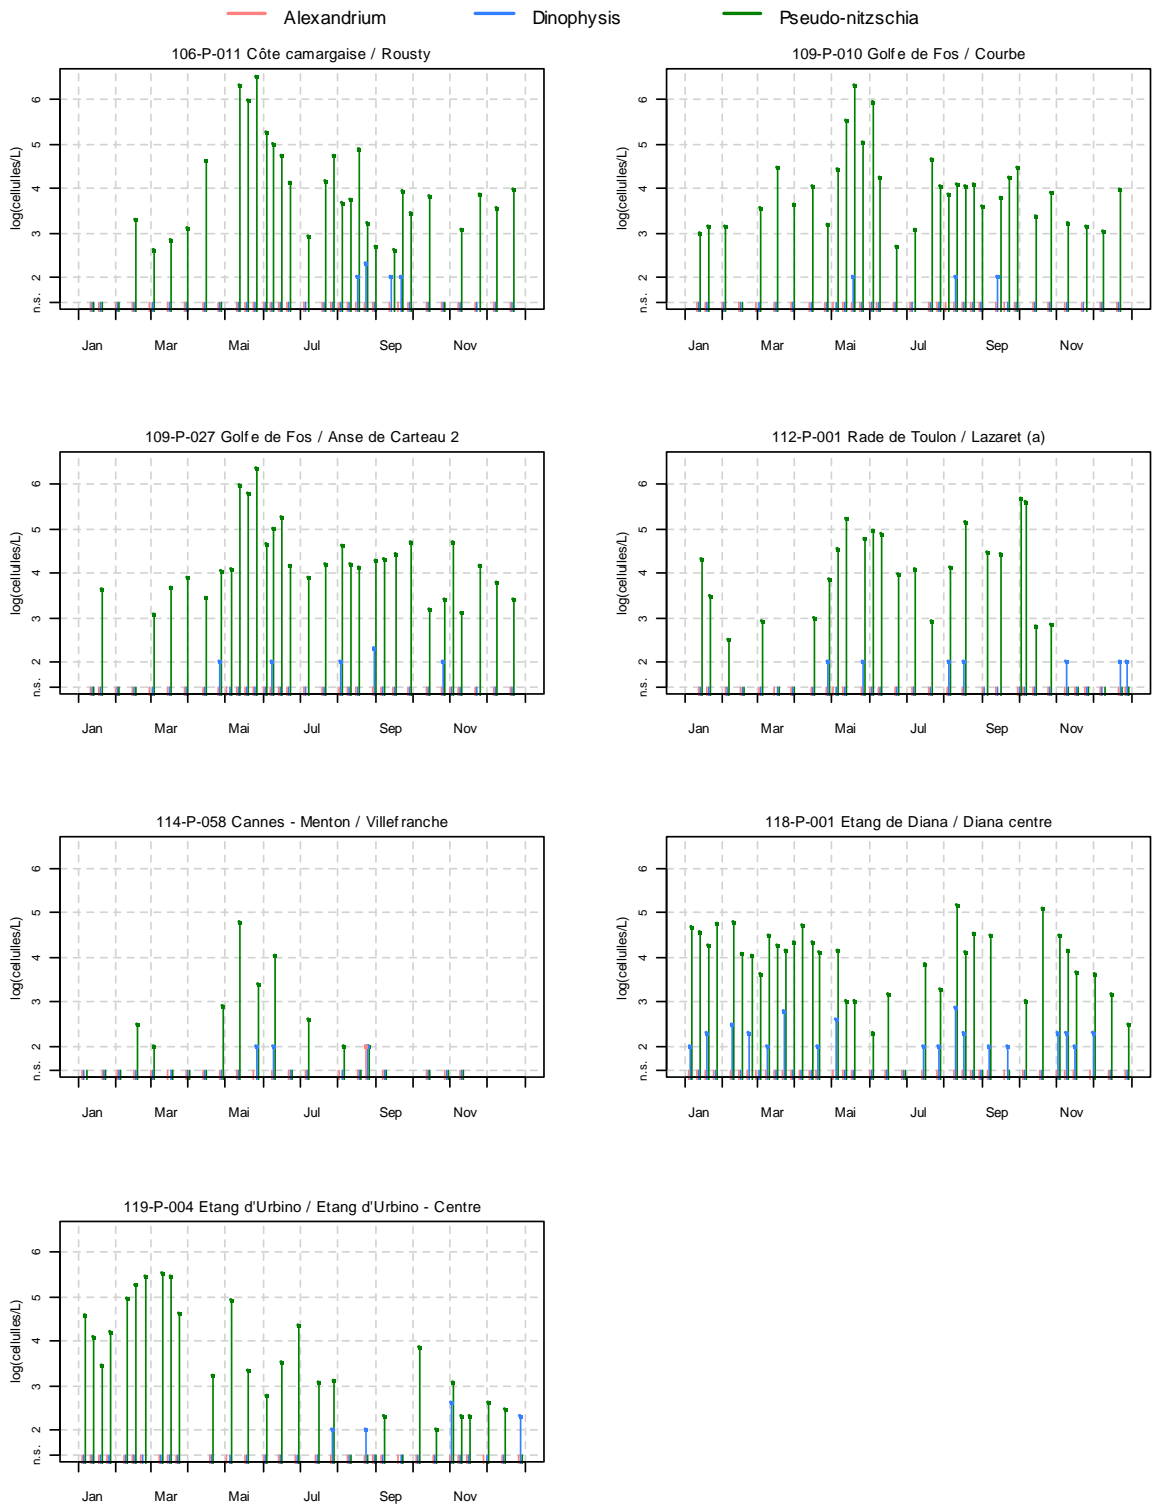 Alexandrium Dinophysis Pseudo-nitzschia
106-P-011 Côte camargaise / Rousty
log(cellulles/L)
6
5
4
3
2
n.s.
Jan Mar Mai Jul Sep Nov
109-P-010 Golfe de Fos / Courbe
log(cellulles/L)
6
5
4
3
2
n.s.
Jan Mar Mai Jul Sep Nov
109-P-027 Golfe de Fos / Anse de Carteau 2
log(cellulles/L)
6
5
4
3
2
n.s.
Jan Mar Mai Jul Sep Nov
112-P-001 Rade de Toulon / Lazaret (a)
log(cellulles/L)
6
5
4
3
2
n.s.
Jan Mar Mai Jul Sep Nov
114-P-058 Cannes - Menton / Villefranche
log(cellulles/L)
6
5
4
3
2
n.s.
Jan Mar Mai Jul Sep Nov
118-P-001 Etang de Diana / Diana centre
log(cellulles/L)
6
5
4
3
2
n.s.
Jan Mar Mai Jul Sep Nov
119-P-004 Etang d'Urbino / Etang d'Urbino - Centre
log(cellulles/L)
6
5
4
3
2
n.s.
Jan Mar Mai Jul Sep Nov